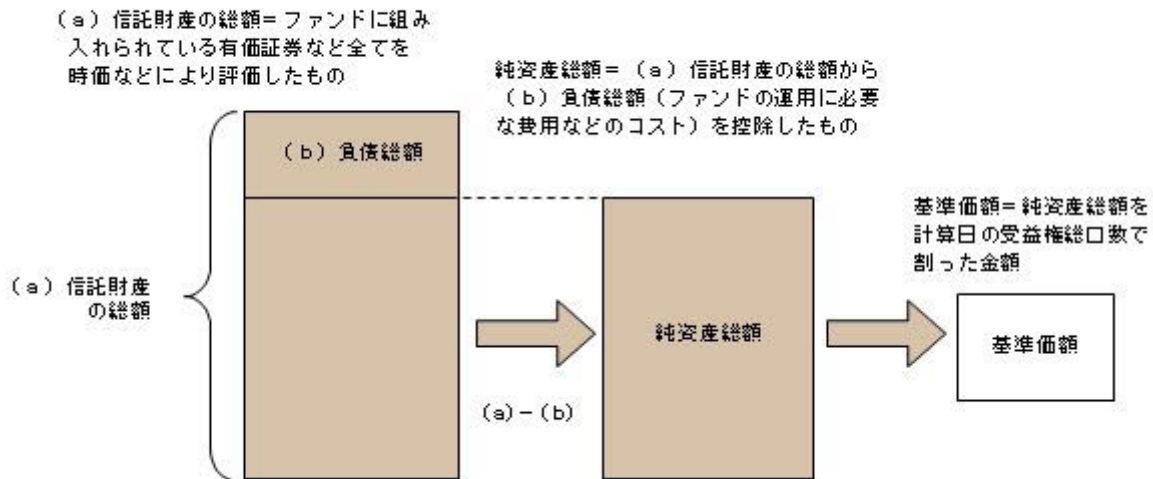 (a)信託財産の総額=ファンドに組み
入れられている有価証券など全てを
時価などにより評価したもの
純資産総額=(a)信託財産の総額から
(b)負債総額(ファンドの運用に必要
な費用などのコスト)を控除したもの
(b)負債総額
基準価額=純資産総額を
計算日の受益権総口数で
割った金額
(a)信託財産
の総額
純資産総額
基準価額
(a)-(b)